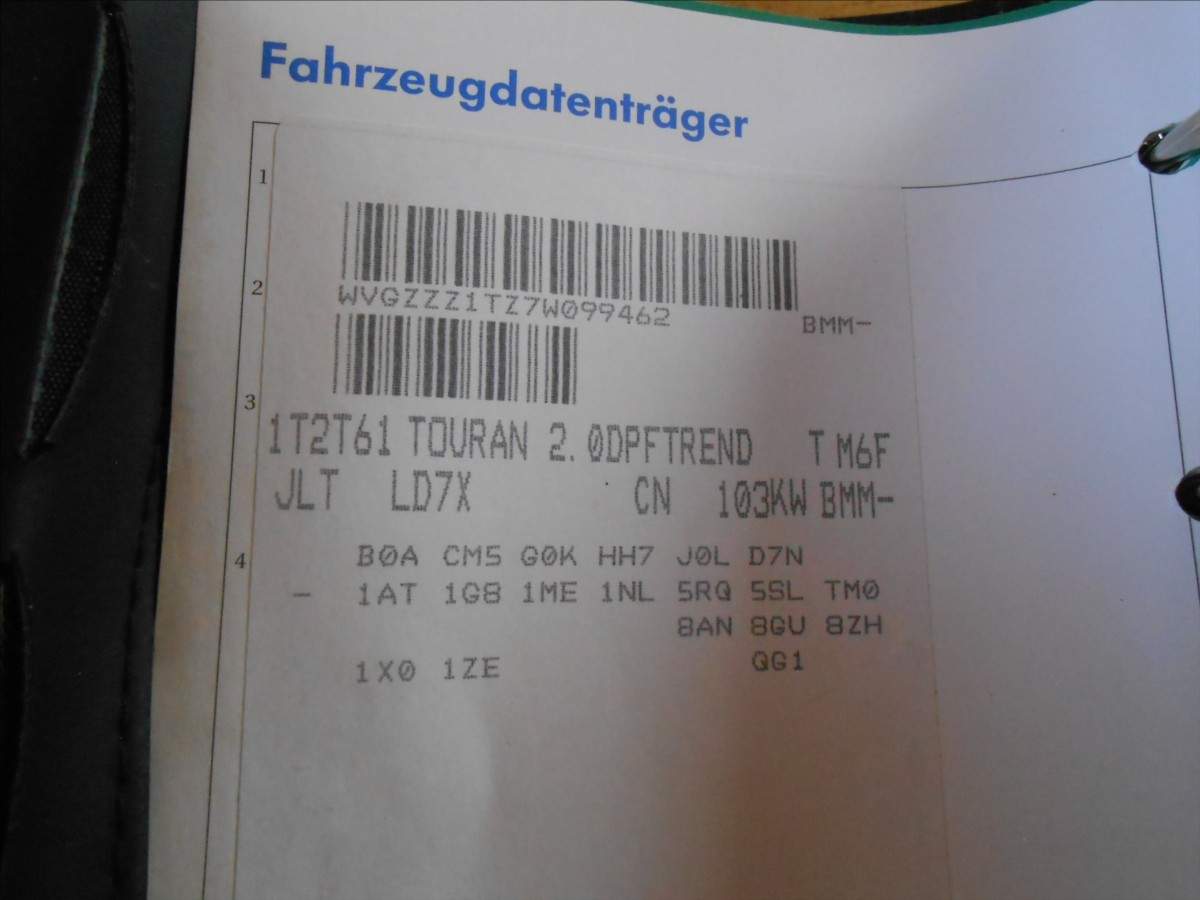 Fahrzeugdatenträger
1
2
WVGZZZ1TZ7W099462
BMM-
3
1T2T61 TOURAN 2.0DPFTREND T M6F
JLT LD7X CN 103KW BMM-
4
B0A CM5 G0K HH7 J0L D7N
- 1AT 1G8 1ME 1NL 5RQ 5SL TM0
8AN 8GU 8ZH
1X0 1ZE QG1